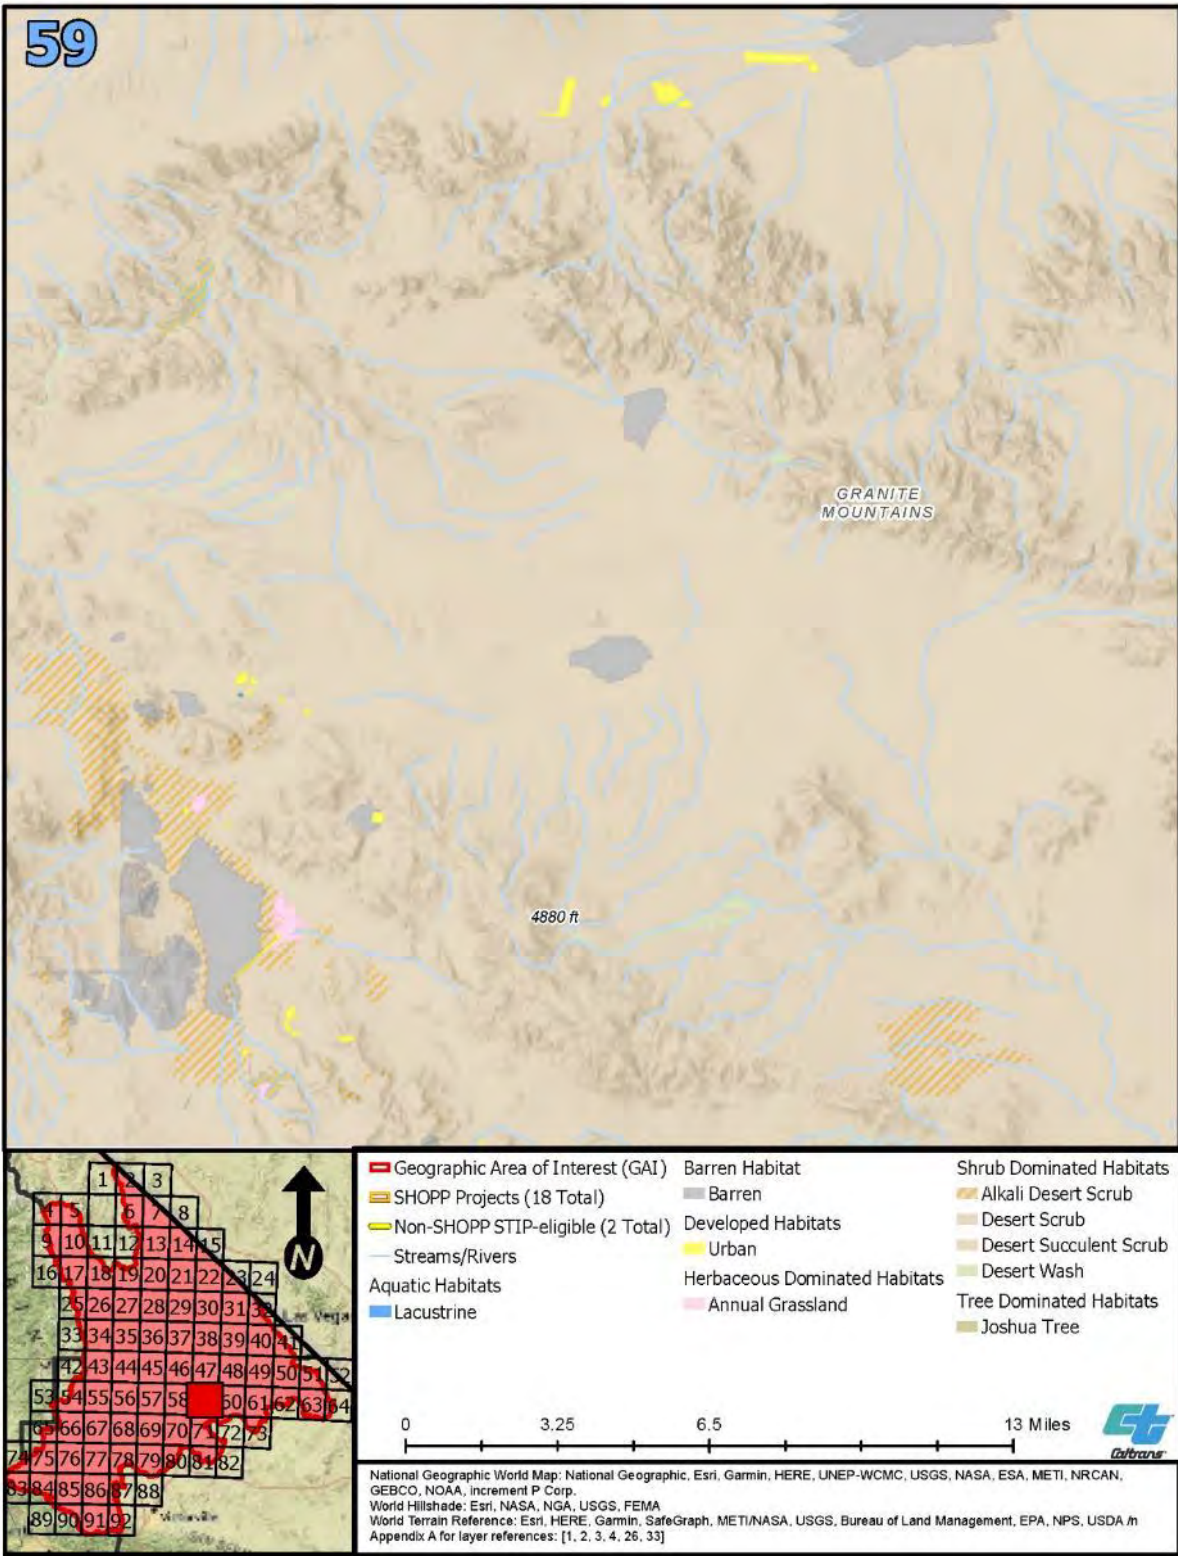 59
GRANITE
MOUNTAINS
4880 ft
1 2 3
4 5 6 7 8
9 10 11 12 13 14 15
16 17 18 19 20 21 22 23 24
25 26 27 28 29 30 31 32
33 34 35 36 37 38 39 40 41
42 43 44 45 46 47 48 49 50 51 52
53 54 55 56 57 58 60 61 62 63 64
65 66 67 68 69 70 71 72 73
74 75 76 77 78 79 80 81 82
83 84 85 86 87 88
89 90 91 92
Las Vegas
Victorville
N
Geographic Area of Interest (GAI)
SHOPP Projects (18 Total)
Non-SHOPP STIP-eligible (2 Total)
Streams/Rivers
Aquatic Habitats
Lacustrine
Barren Habitat
Barren
Developed Habitats
Urban
Herbaceous Dominated Habitats
Annual Grassland
Shrub Dominated Habitats
Alkali Desert Scrub
Desert Scrub
Desert Succulent Scrub
Desert Wash
Tree Dominated Habitats
Joshua Tree
0 3.25 6.5 13 Miles
ct
Caltrans
National Geographic World Map: National Geographic, Esri, Garmin, HERE, UNEP-WCMC, USGS, NASA, ESA, METI, NRCAN,
GEBCO, NOAA, increment P Corp.
World Hillshade: Esri, NASA, NGA, USGS, FEMA
World Terrain Reference: Esri, HERE, Garmin, SafeGraph, METI/NASA, USGS, Bureau of Land Management, EPA, NPS, USDA /n
Appendix A for layer references: [1, 2, 3, 4, 26, 33]